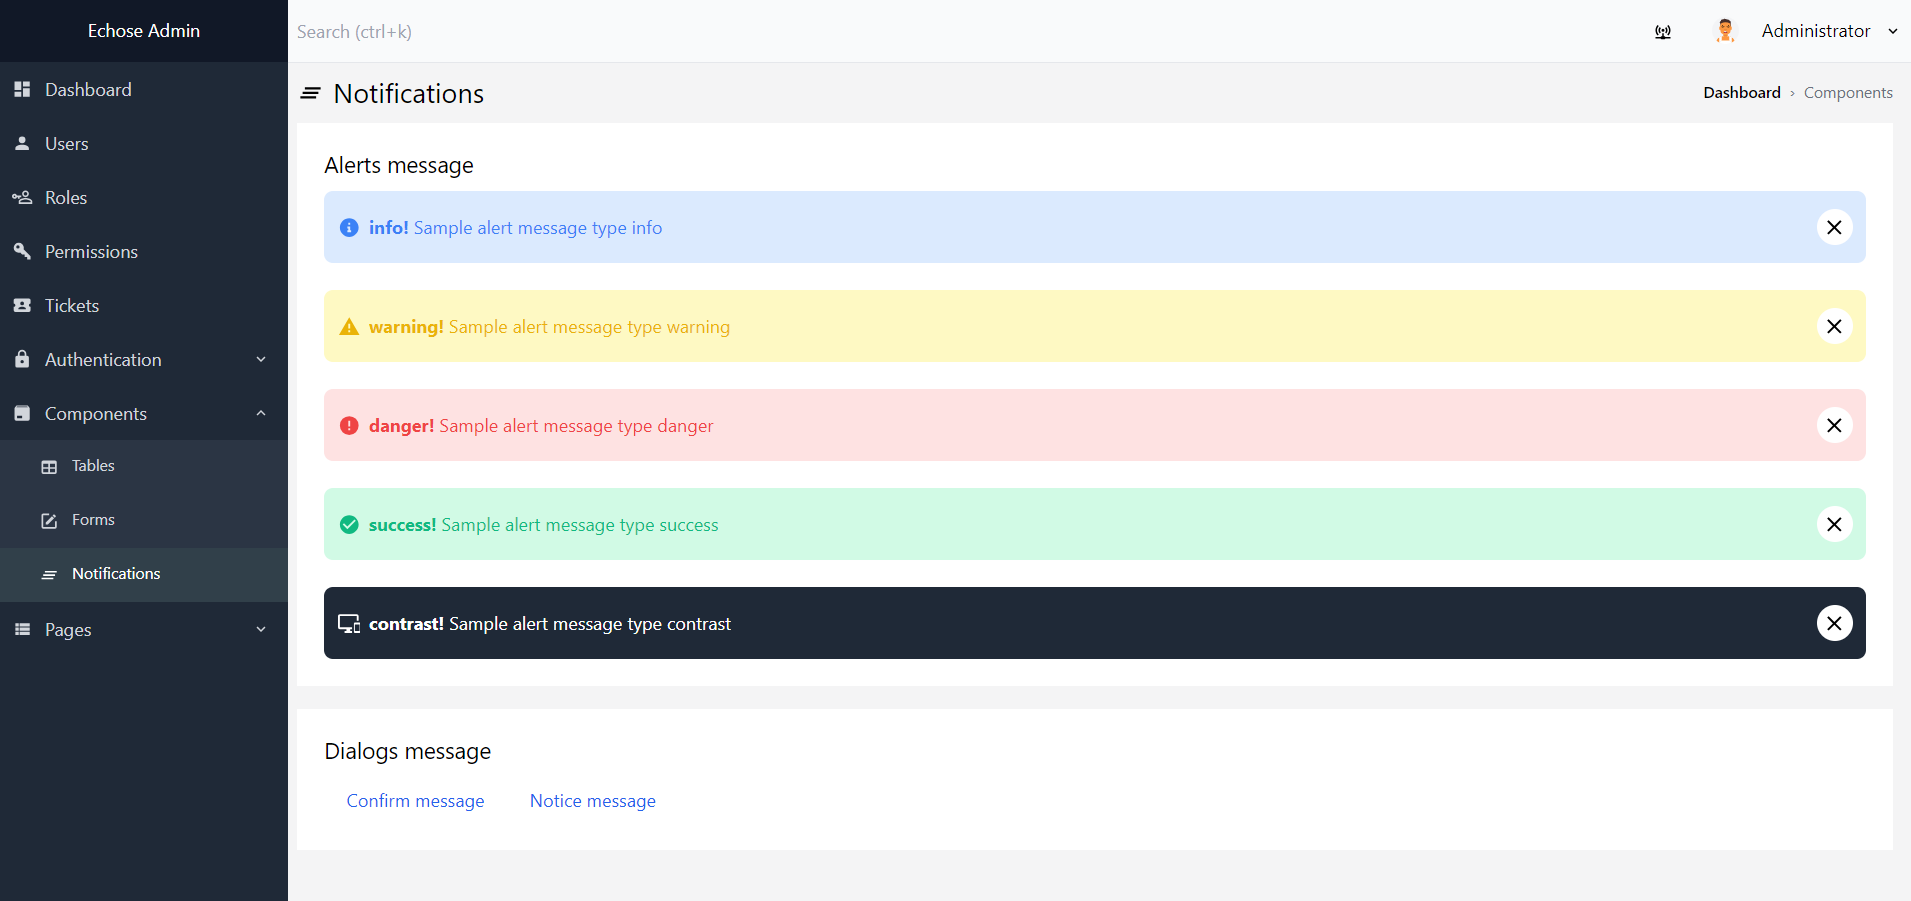 Echose Admin
Search (ctrl+k)
Administrator
Dashboard
Users
Roles
Permissions
Tickets
Authentication
Components
Tables
Forms
Notifications
Pages
Notifications
Dashboard › Components
Alerts message
info! Sample alert message type info
warning! Sample alert message type warning
danger! Sample alert message type danger
success! Sample alert message type success
contrast! Sample alert message type contrast
Dialogs message
Confirm message
Notice message